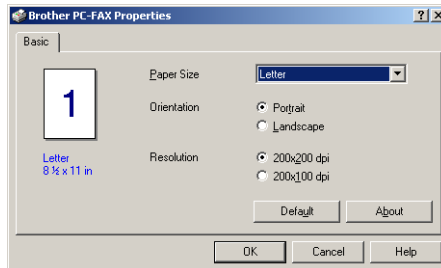 Brother PC-FAX Properties
Basic
1
Letter
8 ½ x 11 in
Paper Size
Letter
Orientation
Portrait
Landscape
Resolution
200x200 dpi
200x100 dpi
Default
About
OK
Cancel
Help